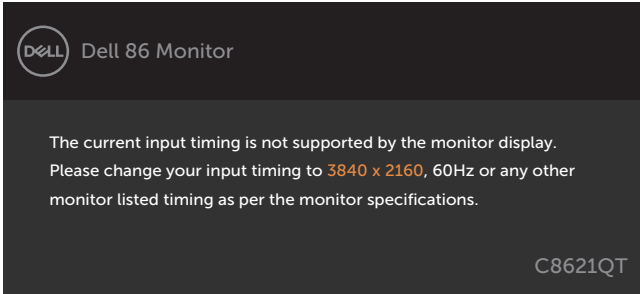 DELL
Dell 86 Monitor
The current input timing is not supported by the monitor display.
Please change your input timing to 3840 x 2160, 60Hz or any other
monitor listed timing as per the monitor specifications.
C8621QT